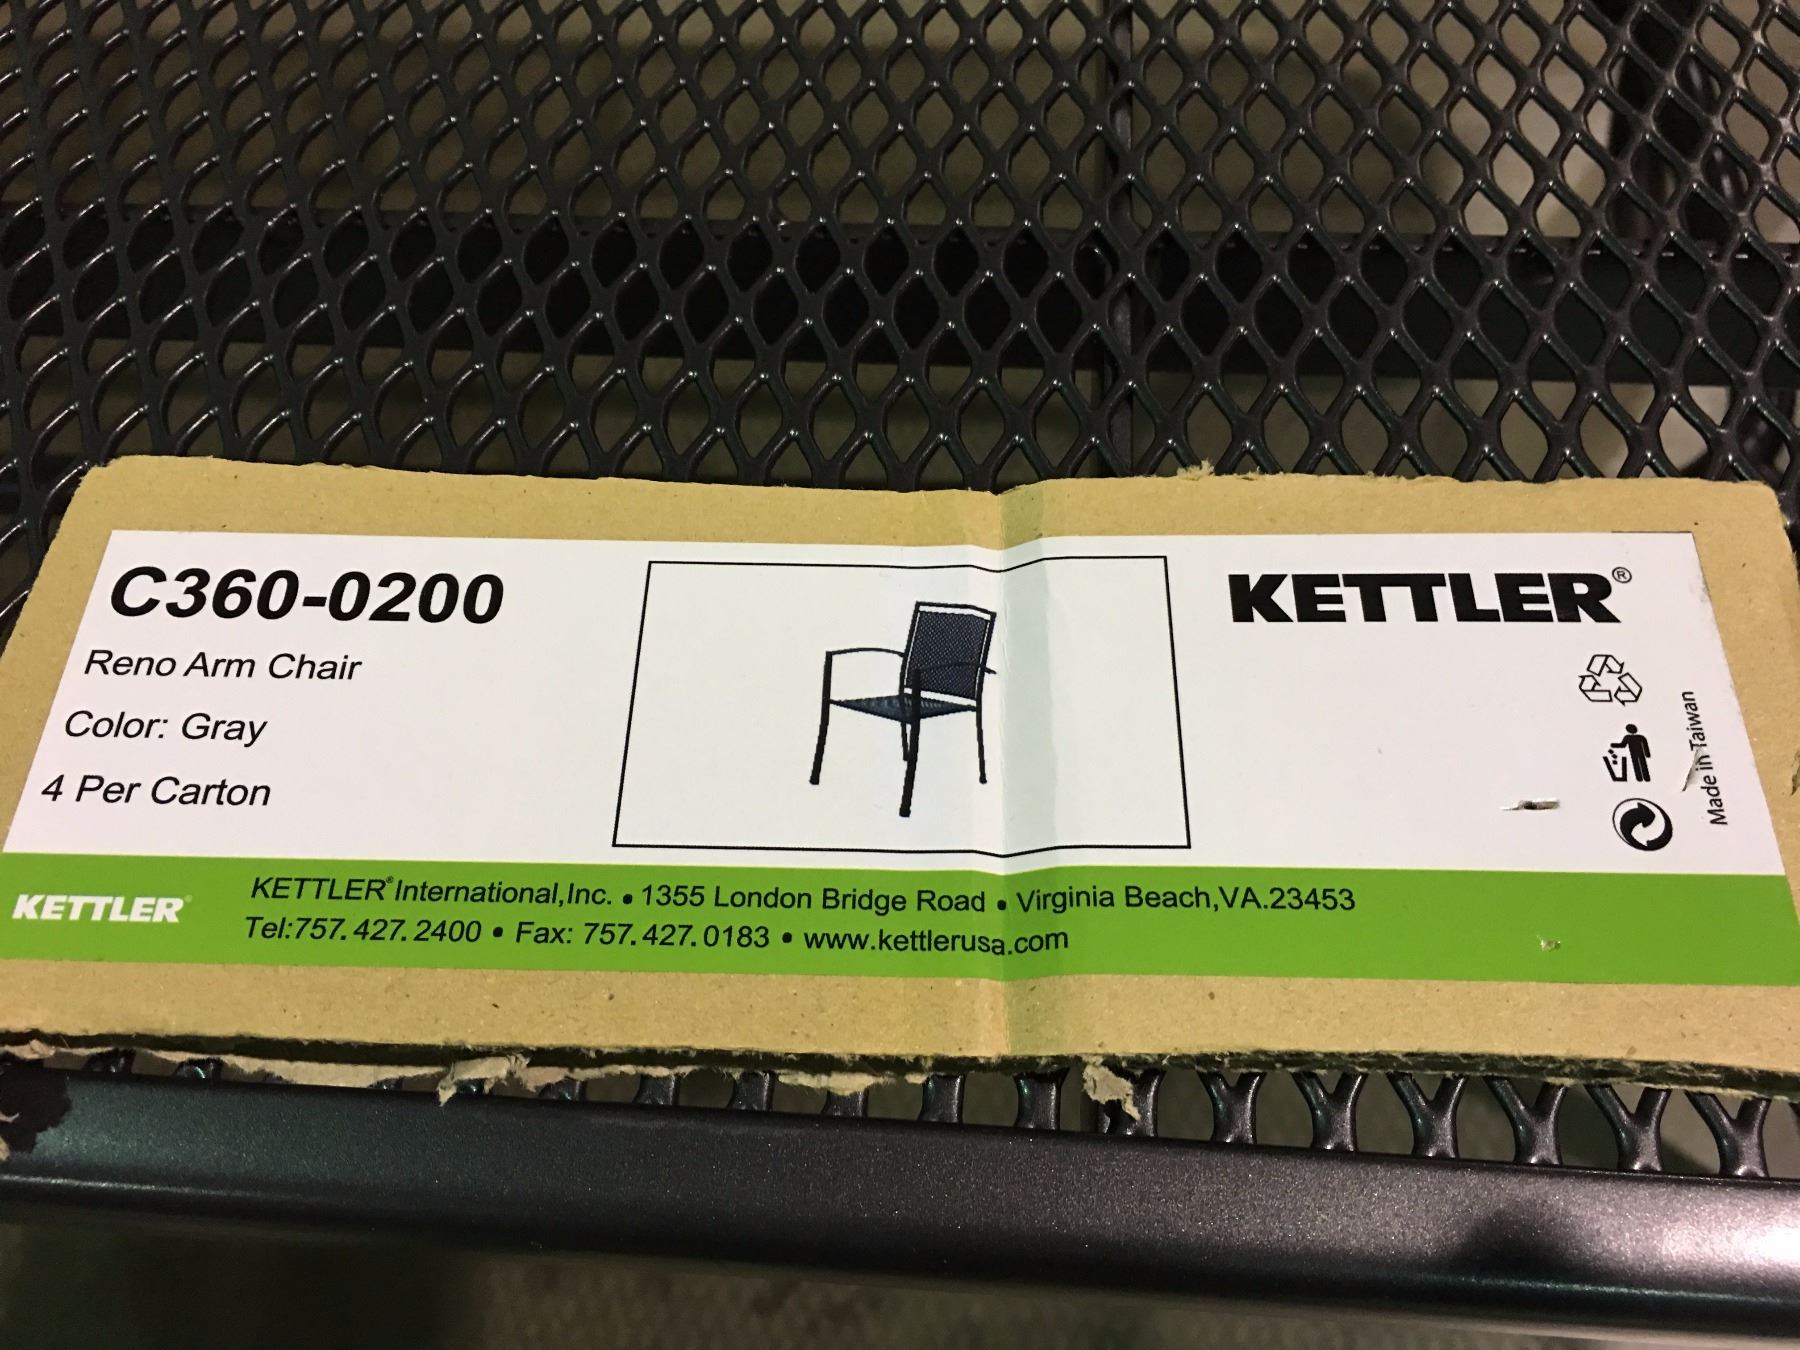 C360-0200
Reno Arm Chair
Color: Gray
4 Per Carton
KETTLER®
Made in Taiwan
KETTLER®
KETTLER® International,Inc. • 1355 London Bridge Road • Virginia Beach,VA.23453
Tel:757.427.2400 • Fax: 757.427.0183 • www.kettlerusa.com